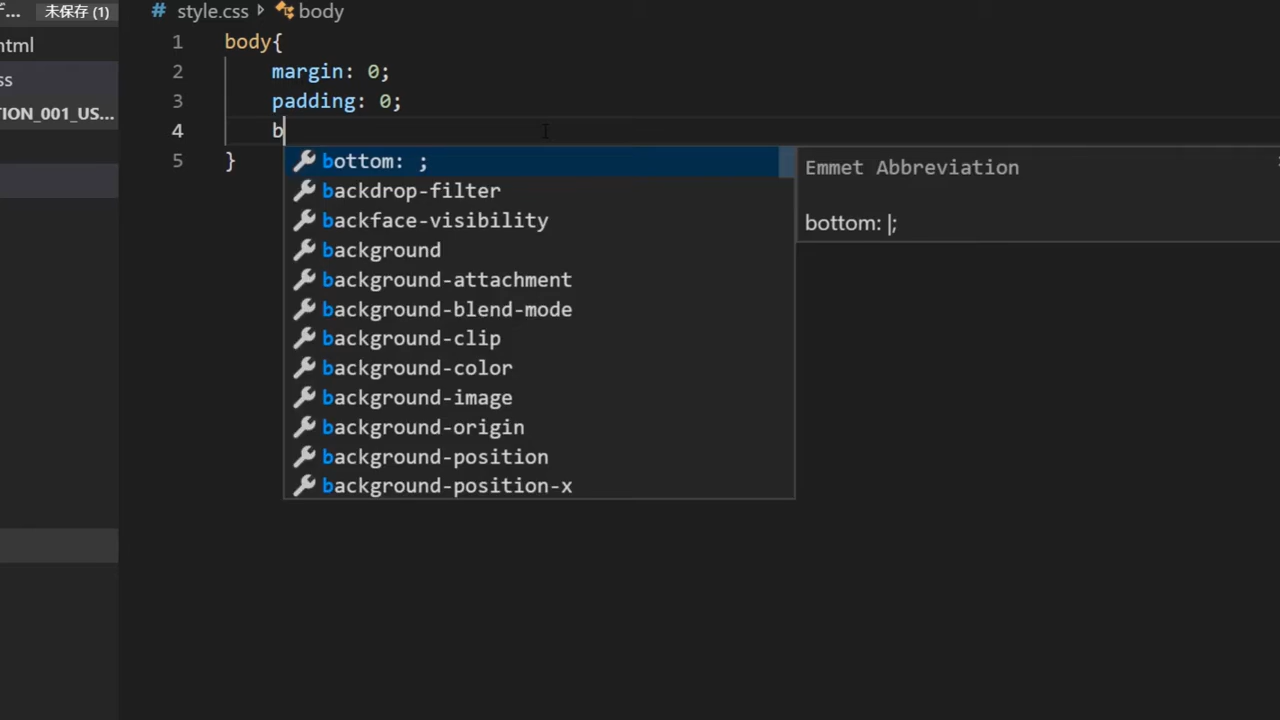 f... 未保存 (1)
# style.css body
html
ss
TION_001_US...
1 body{
2 margin: 0;
3 padding: 0;
4 b
5 }
bottom: ;
backdrop-filter
backface-visibility
background
background-attachment
background-blend-mode
background-clip
background-color
background-image
background-origin
background-position
background-position-x
Emmet Abbreviation
bottom: |;